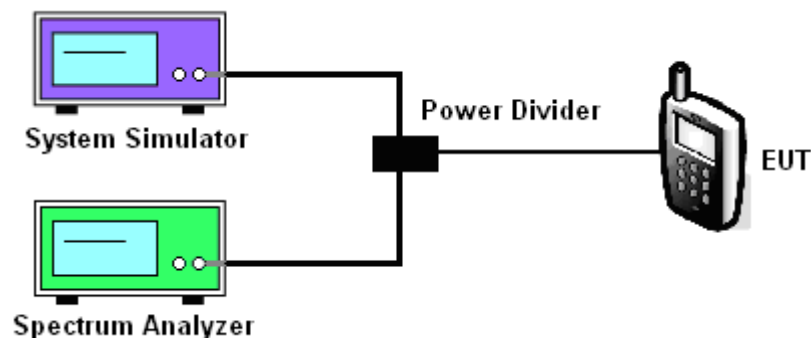 System Simulator
Power Divider
EUT
Spectrum Analyzer